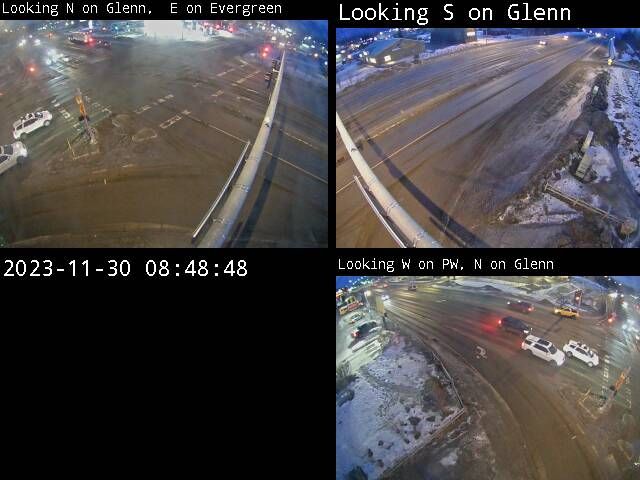 Looking N on Glenn,  E on Evergreen
Looking S on Glenn
2023-11-30 08:48:48
Looking W on PW, N on Glenn